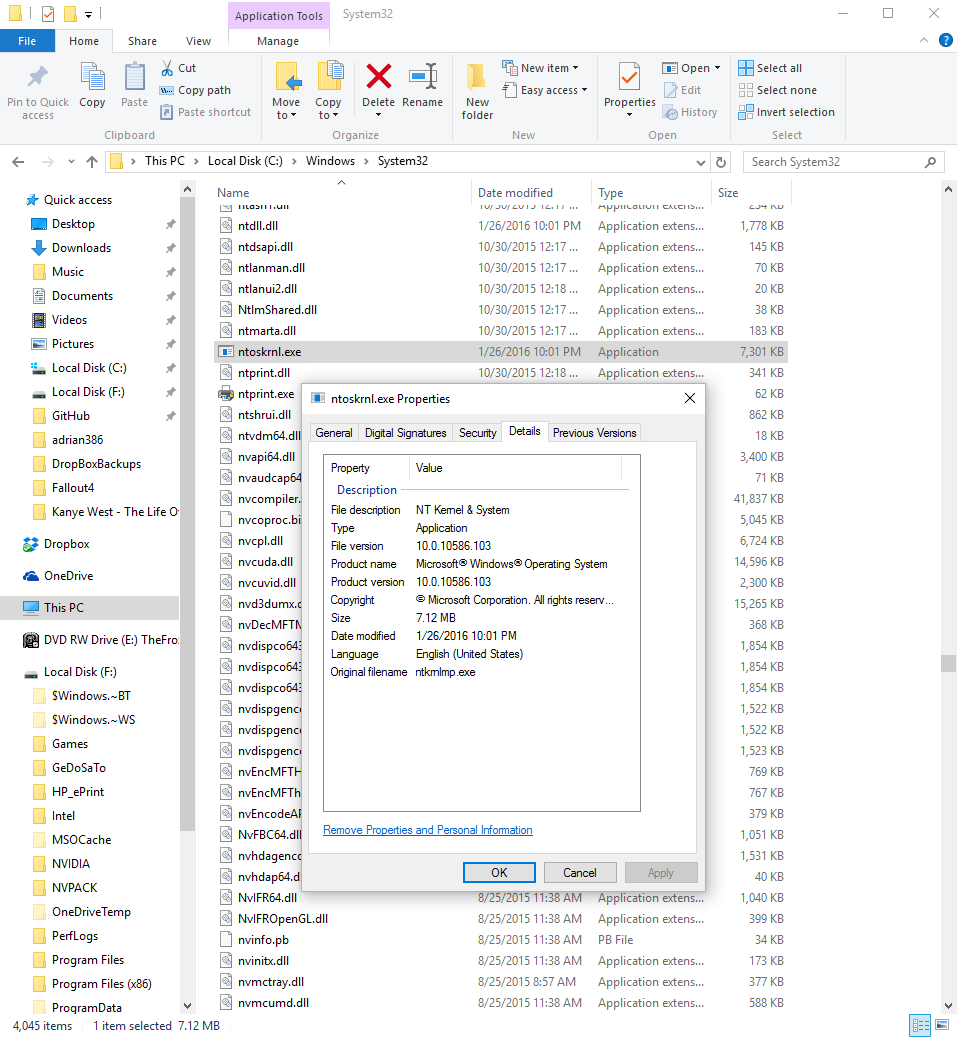 Application Tools System32
File Home Share View Manage
Pin to Quick access
Copy
Paste
Cut
Copy path
Paste shortcut
Clipboard
Move to
Copy to
Delete
Rename
Organize
New folder
New item
Easy access
New
Properties
Open
Edit
History
Open
Select all
Select none
Invert selection
Select
This PC Local Disk (C:) Windows System32
Search System32
Quick access
Desktop
Downloads
Music
Documents
Videos
Pictures
Local Disk (C:)
Local Disk (F:)
GitHub
adrian386
DropBoxBackups
Fallout4
Kanye West - The Life O
Dropbox
OneDrive
This PC
DVD RW Drive (E:) TheFro
Local Disk (F:)
$Windows.~BT
$Windows.~WS
Games
GeDoSaTo
HP_ePrint
Intel
MSOCache
NVIDIA
NVPACK
OneDriveTemp
PerfLogs
Program Files
Program Files (x86)
ProgramData
Name Date modified Type Size
ntdll.dll 1/26/2016 10:01 PM Application extens... 1,778 KB
ntdsapi.dll 10/30/2015 12:17 ... Application extens... 145 KB
ntlanman.dll 10/30/2015 12:17 ... Application extens... 70 KB
ntlanui2.dll 10/30/2015 12:18 ... Application extens... 20 KB
NtlmShared.dll 10/30/2015 12:17 ... Application extens... 38 KB
ntmarta.dll 10/30/2015 12:17 ... Application extens... 183 KB
ntoskrnl.exe 1/26/2016 10:01 PM Application 7,301 KB
ntprint.dll 10/30/2015 12:18 ... Application extens... 341 KB
ntprint.exe 62 KB
ntshrui.dll 862 KB
ntvdm64.dll 18 KB
nvapi64.dll 3,400 KB
nvaudcap64 71 KB
nvcompiler. 41,837 KB
nvcoproc.bi 5,045 KB
nvcpl.dll 6,724 KB
nvcuda.dll 14,596 KB
nvcuvid.dll 2,300 KB
nvd3dumx. 15,265 KB
nvDecMFTM 368 KB
nvdispco643 1,854 KB
nvdispco643 1,854 KB
nvdispco643 1,854 KB
nvdispgenco 1,522 KB
nvdispgenco 1,522 KB
nvdispgenco 1,523 KB
nvEncMFTH 769 KB
nvEncMFTh 767 KB
nvEncodeAP 379 KB
NvFBC64.dll 1,051 KB
nvhdagenco 1,531 KB
nvhdap64.d 40 KB
NvIFR64.dll 8/25/2015 11:38 AM Application extens... 1,040 KB
NvIFROpenGL.dll 8/25/2015 11:38 AM Application extens... 399 KB
nvinfo.pb 8/25/2015 11:38 AM PB File 34 KB
nvinitx.dll 8/25/2015 11:38 AM Application extens... 173 KB
nvmctray.dll 8/25/2015 8:57 AM Application extens... 377 KB
nvmcumd.dll 8/25/2015 11:38 AM Application extens... 588 KB
ntoskrnl.exe Properties
General Digital Signatures Security Details Previous Versions
Property Value
Description
File description NT Kernel & System
Type Application
File version 10.0.10586.103
Product name Microsoft® Windows® Operating System
Product version 10.0.10586.103
Copyright © Microsoft Corporation. All rights reserv...
Size 7.12 MB
Date modified 1/26/2016 10:01 PM
Language English (United States)
Original filename ntkrnlmp.exe
Remove Properties and Personal Information
OK Cancel Apply
4,045 items 1 item selected 7.12 MB